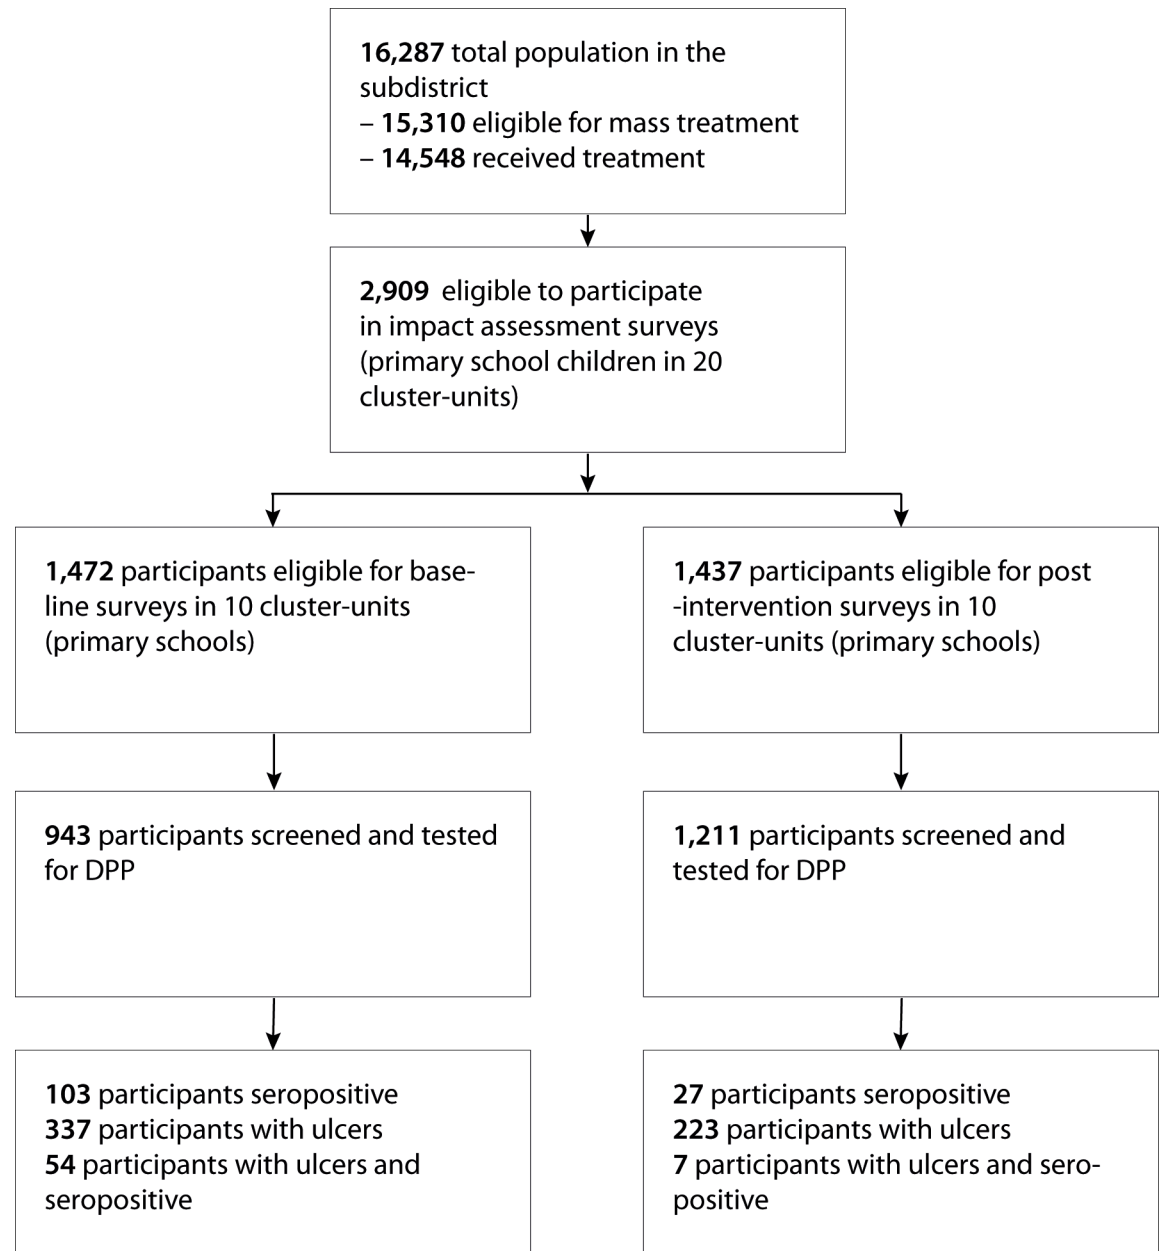 16,287 total population in the
subdistrict
– 15,310 eligible for mass treatment
– 14,548 received treatment
2,909 eligible to participate
in impact assessment surveys
(primary school children in 20
cluster-units)
1,472 participants eligible for base-
line surveys in 10 cluster-units
(primary schools)
1,437 participants eligible for post
-intervention surveys in 10
cluster-units (primary schools)
943 participants screened and tested
for DPP
1,211 participants screened and
tested for DPP
103 participants seropositive
337 participants with ulcers
54 participants with ulcers and
seropositive
27 participants seropositive
223 participants with ulcers
7 participants with ulcers and sero-
positive